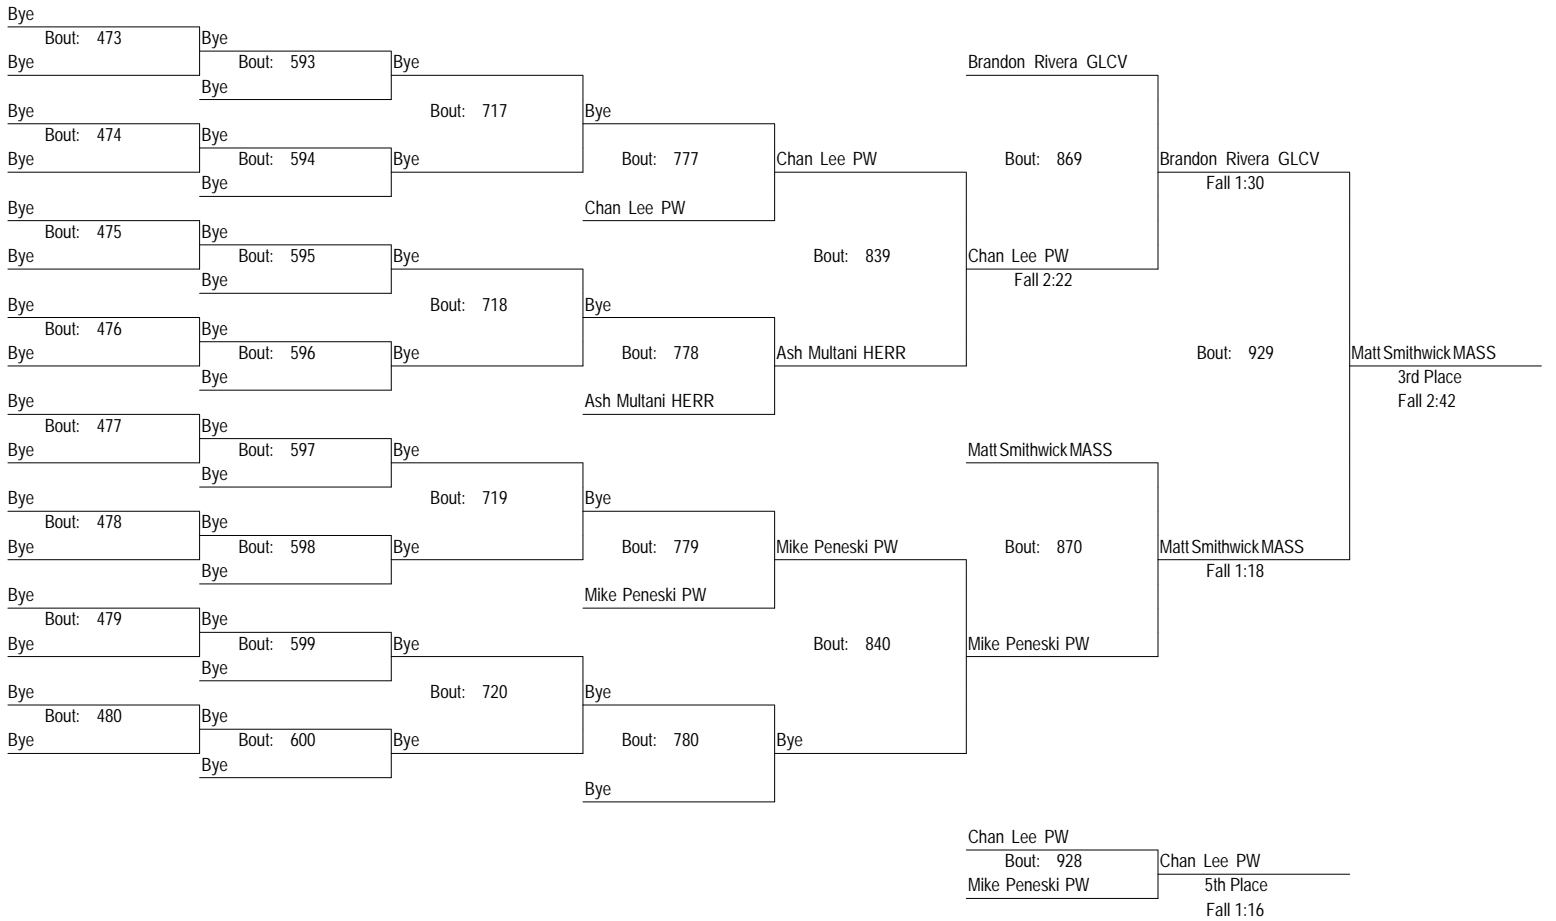 Bye
Bout: 473
Bye
Bye
Bout: 593
Bye
Bye
Brandon Rivera GLCV
Bye
Bout: 717
Bye
Bye
Bout: 474
Bye
Bye
Bout: 594
Bye
Bout: 777
Chan Lee PW
Bout: 869
Brandon Rivera GLCV
Bye
Fall 1:30
Bye
Chan Lee PW
Bout: 475
Bye
Bye
Bout: 595
Bye
Bout: 839
Chan Lee PW
Bye
Fall 2:22
Bye
Bout: 718
Bye
Bout: 476
Bye
Bye
Bout: 596
Bye
Bout: 778
Ash Multani HERR
Bout: 929
Matt Smithwick MASS
Bye
3rd Place
Bye
Ash Multani HERR
Fall 2:42
Bout: 477
Bye
Bye
Bout: 597
Bye
Matt Smithwick MASS
Bye
Bye
Bout: 719
Bye
Bout: 478
Bye
Bye
Bout: 598
Bye
Bout: 779
Mike Peneski PW
Bout: 870
Matt Smithwick MASS
Bye
Fall 1:18
Bye
Mike Peneski PW
Bout: 479
Bye
Bye
Bout: 599
Bye
Bout: 840
Mike Peneski PW
Bye
Bye
Bout: 720
Bye
Bout: 480
Bye
Bye
Bout: 600
Bye
Bout: 780
Bye
Bye
Bye
Chan Lee PW
Bout: 928
Chan Lee PW
Mike Peneski PW
5th Place
Fall 1:16